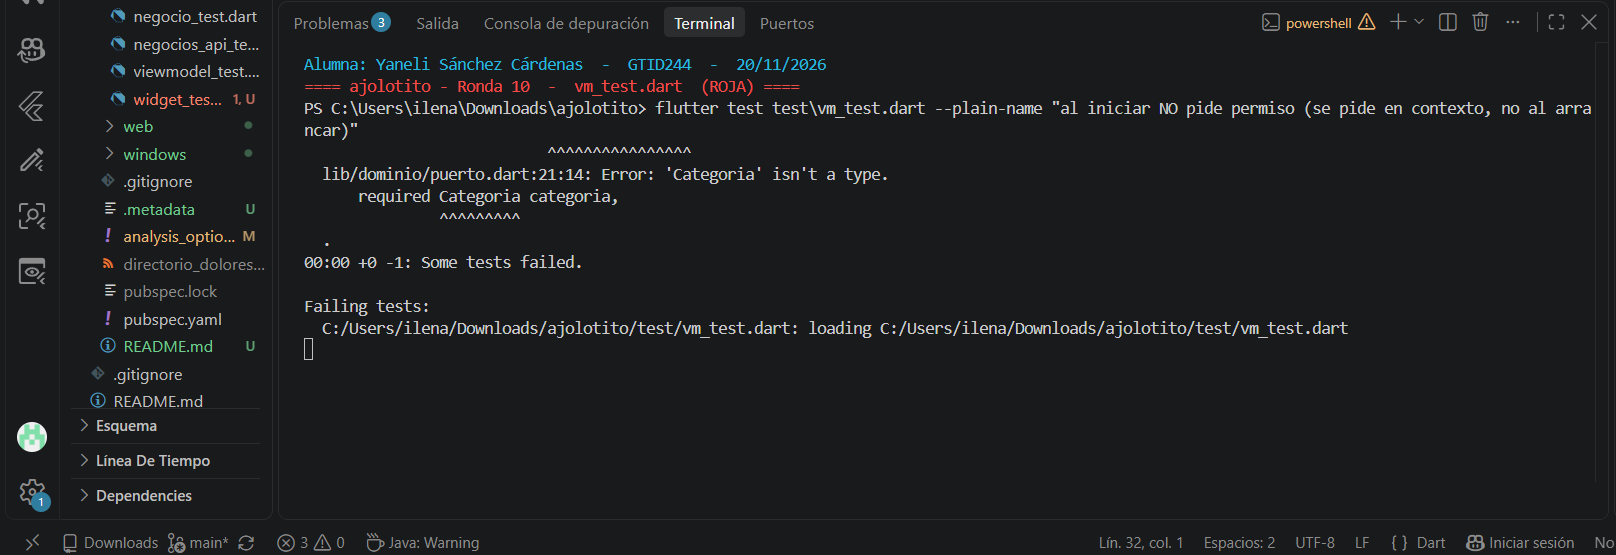 negocio_test.dart
negocios_api_te...
viewmodel_test....
widget_tes... 1, U
web
windows
.gitignore
.metadata U
analysis_optio... M
directorio_dolores...
pubspec.lock
pubspec.yaml
README.md U
.gitignore
README.md
Esquema
Línea De Tiempo
Dependencies
1
Problemas 3 Salida Consola de depuración Terminal Puertos powershell
Alumna: Yaneli Sánchez Cárdenas - GTID244 - 20/11/2026
==== ajolotito - Ronda 10 - vm_test.dart (ROJA) ====
PS C:\Users\ilena\Downloads\ajolotito> flutter test test\vm_test.dart --plain-name "al iniciar NO pide permiso (se pide en contexto, no al arra
ncar)"
^^^^^^^^^^^^^^^^
lib/dominio/puerto.dart:21:14: Error: 'Categoria' isn't a type.
required Categoria categoria,
^^^^^^^^^
.
00:00 +0 -1: Some tests failed.
Failing tests:
C:/Users/ilena/Downloads/ajolotito/test/vm_test.dart: loading C:/Users/ilena/Downloads/ajolotito/test/vm_test.dart
Downloads main* 3 0 Java: Warning Lín. 32, col. 1 Espacios: 2 UTF-8 LF { } Dart Iniciar sesión No